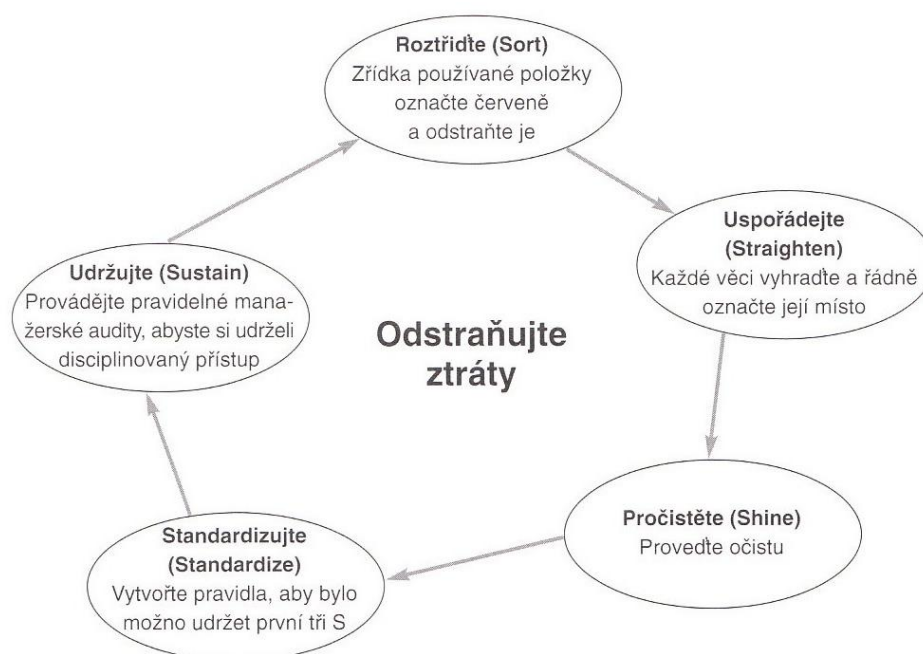 Roztřiďte (Sort)
Zřídka používané položky
označte červeně
a odstraňte je
Uspořádejte
(Straighten)
Každé věci vyhraďte a řádně
označte její místo
Udržujte (Sustain)
Provádějte pravidelné mana-
žerské audity, abyste si udrželi
disciplinovaný přístup
Odstraňujte
ztráty
Pročistěte (Shine)
Proveďte očistu
Standardizujte
(Standardize)
Vytvořte pravidla, aby bylo
možno udržet první tři S